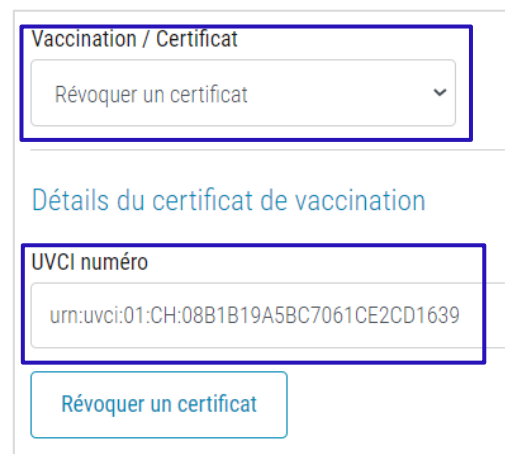 Vaccination / Certificat
Révoquer un certificat
Détails du certificat de vaccination
UVCI numéro
urn:uvci:01:CH:08B1B19A5BC7061CE2CD1639
Révoquer un certificat